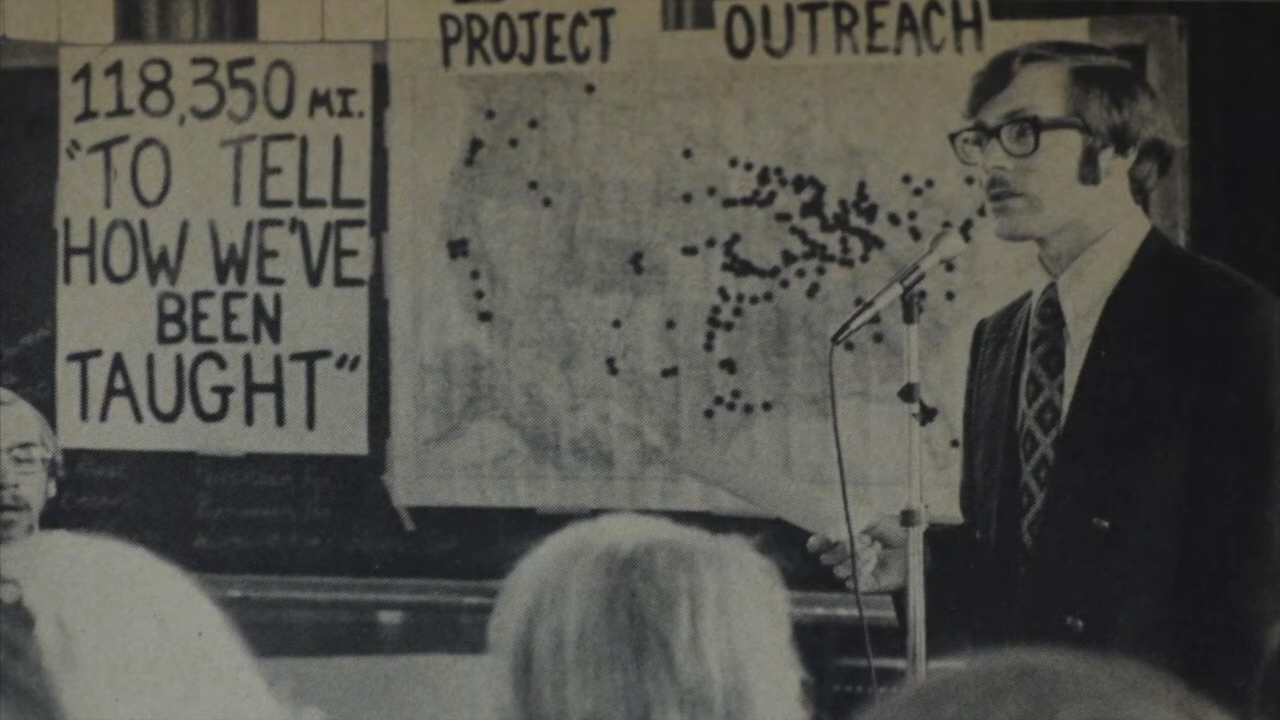 PROJECT OUTREACH
118,350 MI.
"TO TELL
HOW WE'VE
BEEN
TAUGHT"